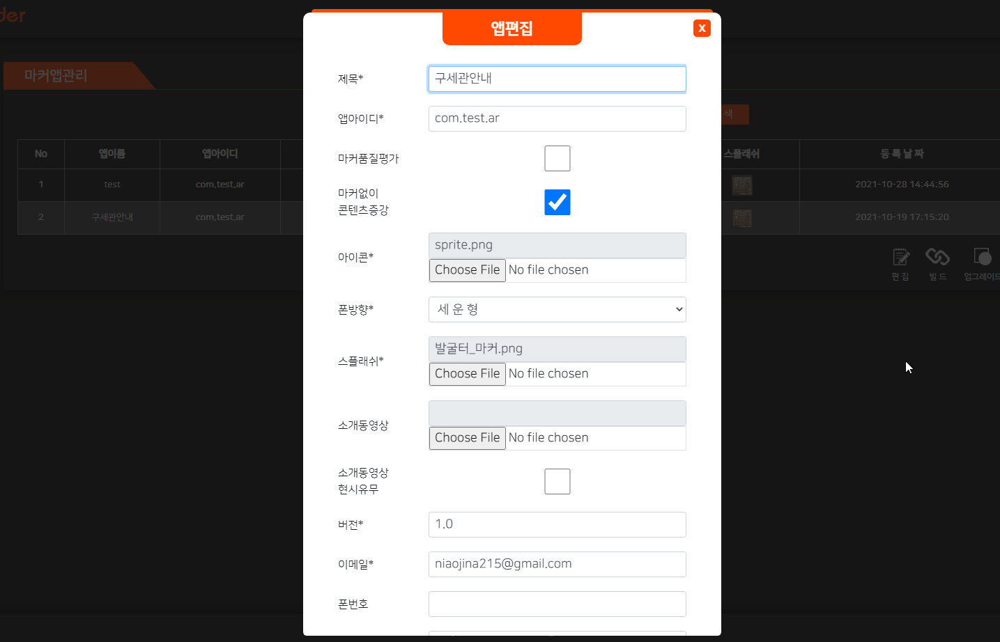 der
앱편집
x
마커앱관리
제목*
구세관안내
앱아이디*
com.test.ar
색
No
앱이름
앱아이디
스플래쉬
등 록 날 짜
마커품질평가
1
test
com.test.ar
2021-10-28 14:44:56
마커없이
콘텐츠증강
2
구세관안내
com.test.ar
2021-10-19 17:15:20
아이콘*
sprite.png
Choose File No file chosen
편 집
빌 드
업그레이드
폰방향*
세 운 형
스플래쉬*
발굴터_마커.png
Choose File No file chosen
소개동영상
Choose File No file chosen
소개동영상
현시유무
버전*
1.0
이메일*
niaojina215@gmail.com
폰번호